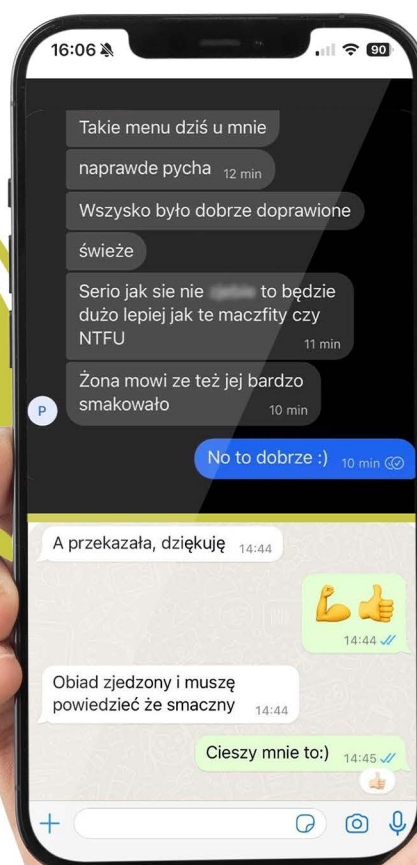 16:06
90
Takie menu dziś u mnie
naprawde pycha 12 min
Wszysko było dobrze doprawione
świeże
Serio jak sie nie to będzie
dużo lepiej jak te maczfity czy
NTFU
11 min
Żona mowi ze też jej bardzo
smakowało 10 min
P
No to dobrze :) 10 min
A przekazała, dziękuję 14:44
14:44
Obiad zjedzony i muszę
powiedzieć że smaczny 14:44
Cieszy mnie to:) 14:45